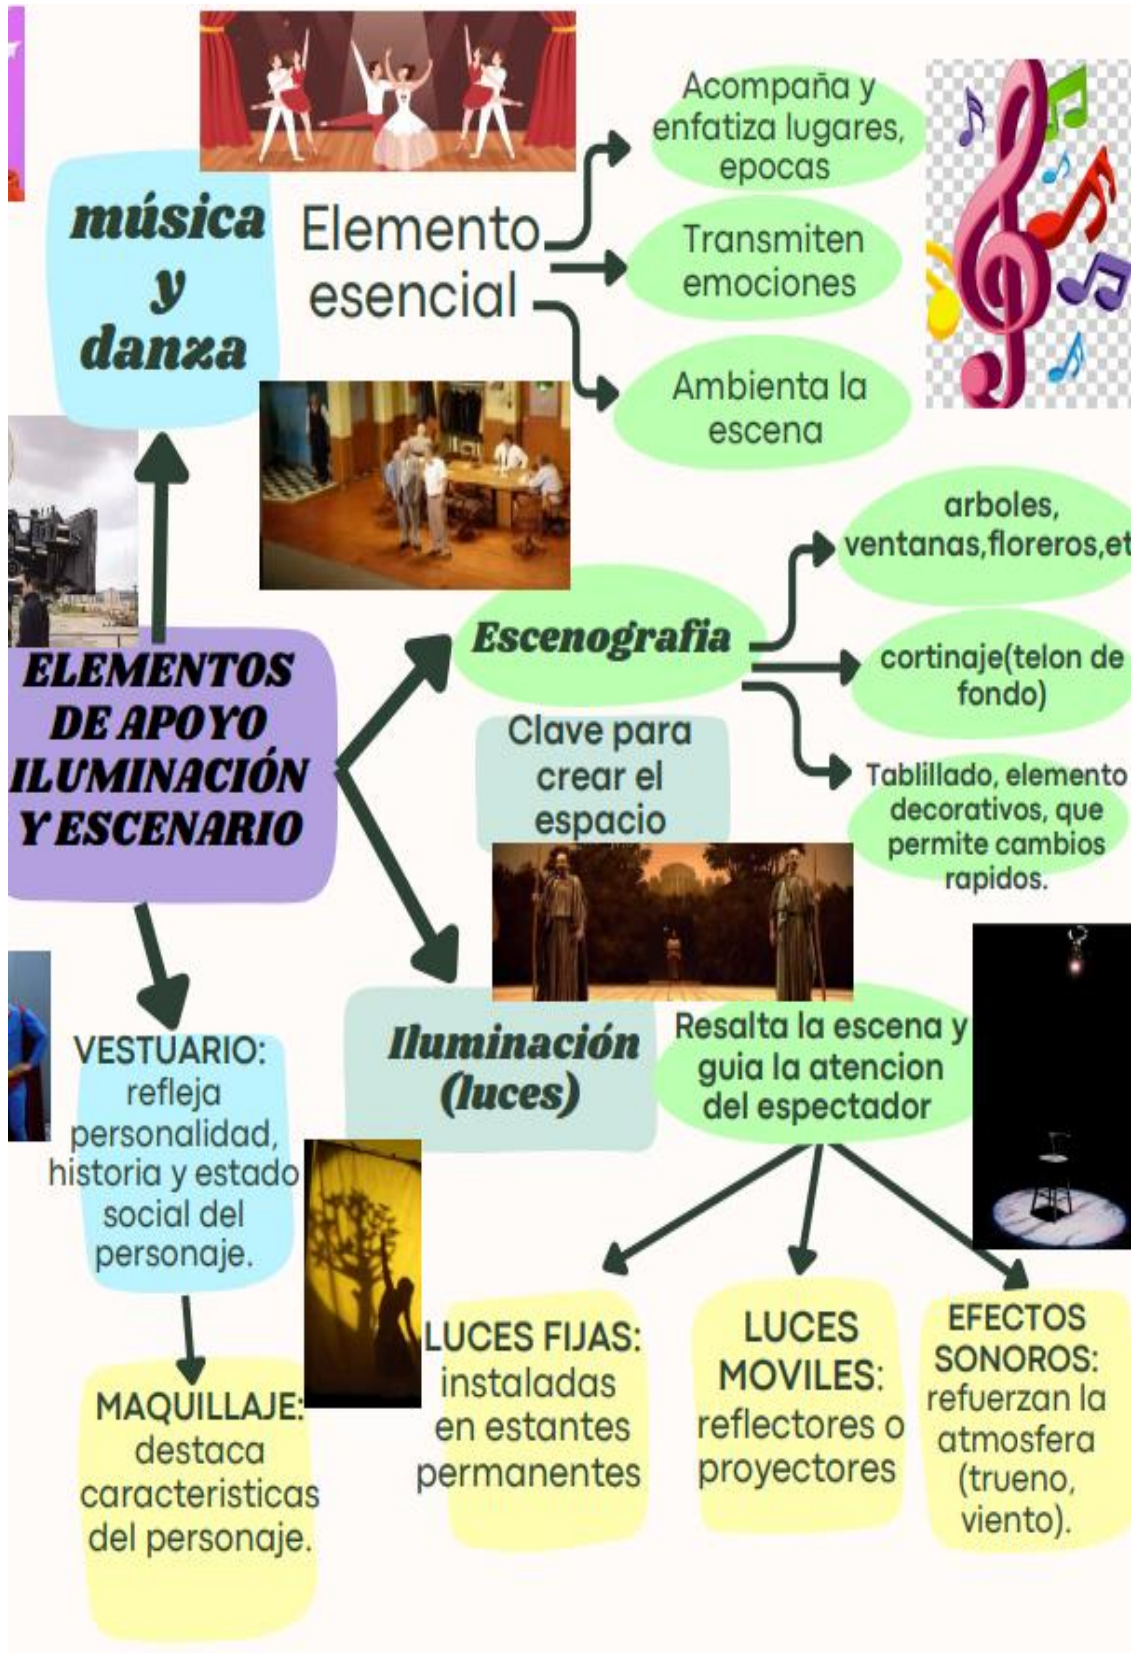 música
y
danza
Elemento
esencial
Acompaña y
enfatiza lugares,
epocas
Transmiten
emociones
Ambienta la
escena
ELEMENTOS
DE APOYO
ILUMINACIÓN
Y ESCENARIO
Escenografia
Clave para
crear el
espacio
arboles,
ventanas,floreros,et
cortinaje(telon de
fondo)
Tablillado, elemento
decorativos, que
permite cambios
rapidos.
Iluminación
(luces)
Resalta la escena y
guia la atencion
del espectador
LUCES FIJAS:
instaladas
en estantes
permanentes
LUCES
MOVILES:
reflectores o
proyectores
EFECTOS
SONOROS:
refuerzan la
atmosfera
(trueno,
viento).
VESTUARIO:
refleja
personalidad,
historia y estado
social del
personaje.
MAQUILLAJE:
destaca
caracteristicas
del personaje.